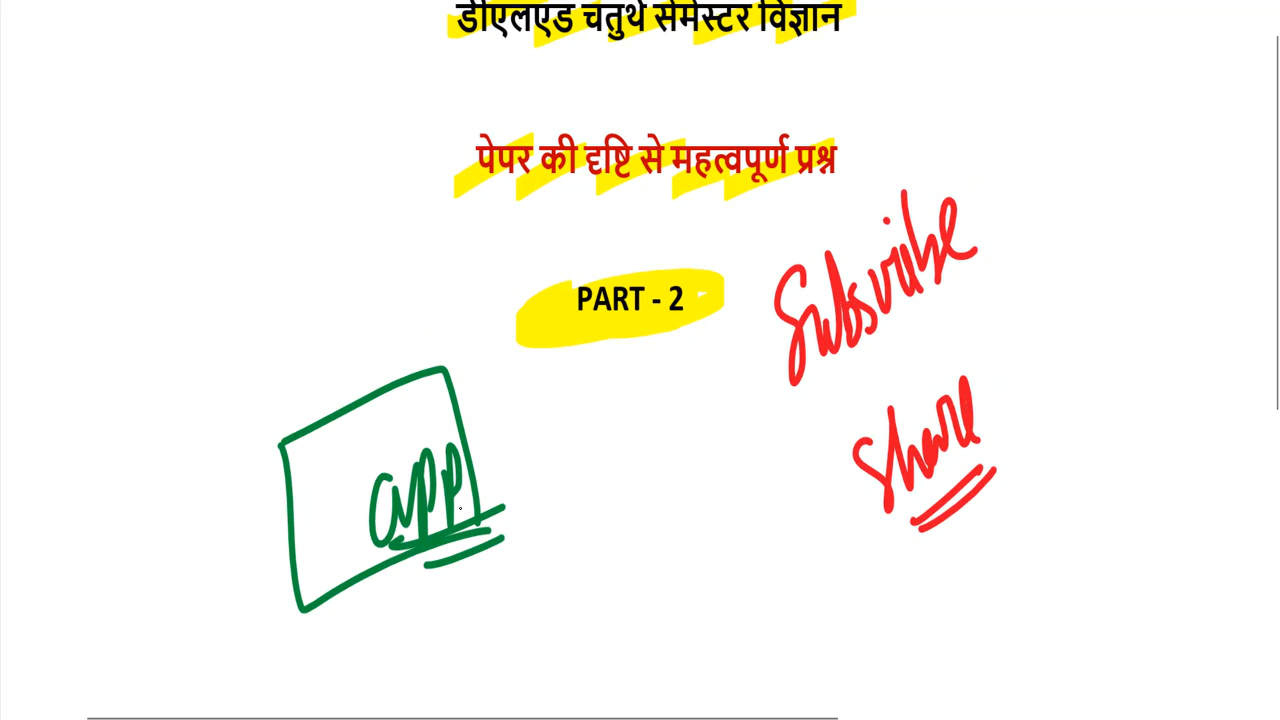 डीएलएड चतुर्थ सेमेस्टर विज्ञान
पेपर की दृष्टि से महत्वपूर्ण प्रश्न
PART - 2
Subscribe
Share
app